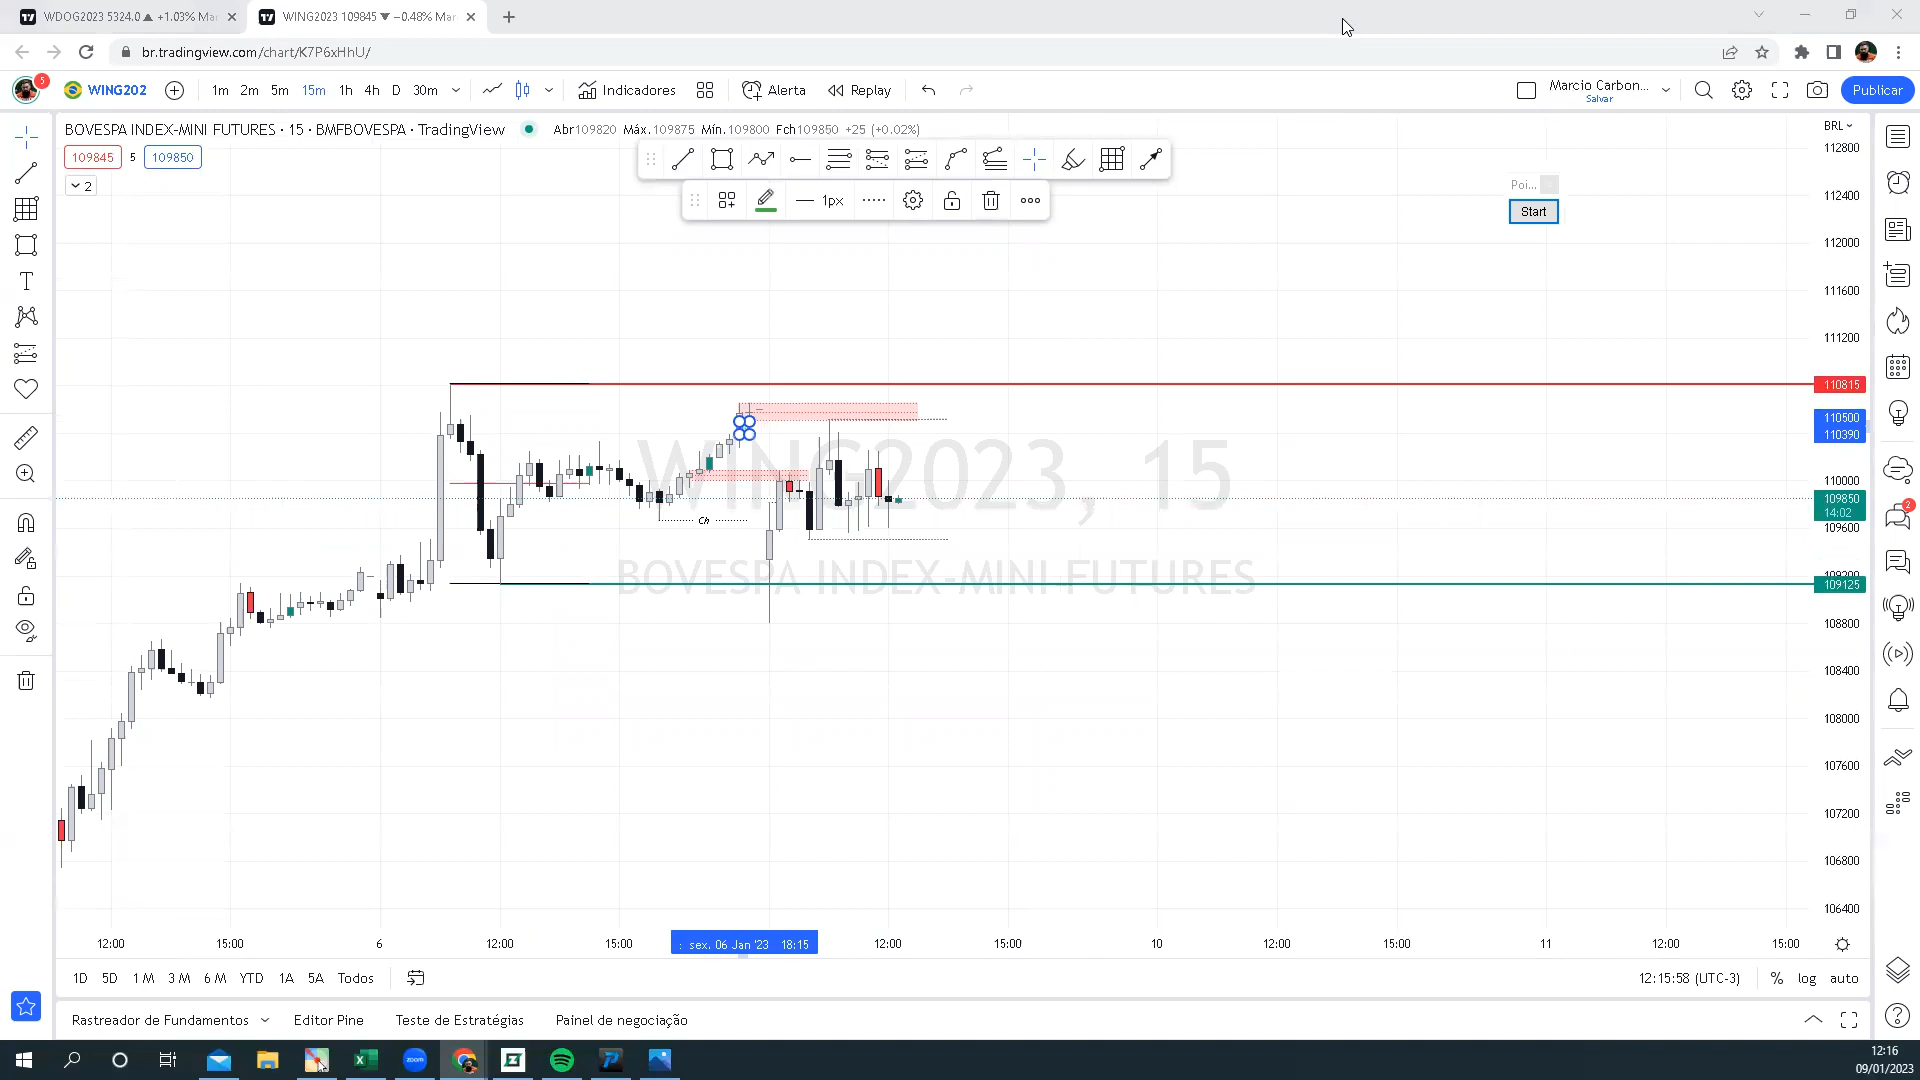 WDOG2023 5324.0 ▲ +1.03% Mar
WING2023 109845 ▼ −0.48% Mar
br.tradingview.com/chart/K7P6xHhU/
5
WING202
1m 2m 5m 15m 1h 4h D 30m
Indicadores
Alerta
Replay
Marcio Carbon...
Salvar
Publicar
BOVESPA INDEX-MINI FUTURES · 15 · BMFBOVESPA · TradingView
Abr109820 Máx.109875 Mín.109800 Fch109850 +25 (+0.02%)
BRL
109845 5 109850
2
1px
Poi...
Start
112800
112400
112000
111600
111200
110815
110500
110390
110000
109850
14:02
109600
109200
109125
108800
108400
108000
107600
107200
106800
106400
WING2023, 15
BOVESPA INDEX-MINI FUTURES
Ch
2
12:00 15:00 6 12:00 15:00 sex. 06 Jan '23 18:15 12:00 15:00 10 12:00 15:00 11 12:00 15:00
1D 5D 1M 3M 6M YTD 1A 5A Todos
12:15:58 (UTC-3) % log auto
Rastreador de Fundamentos Editor Pine Teste de Estratégias Painel de negociação
zoom
12:16
09/01/2023